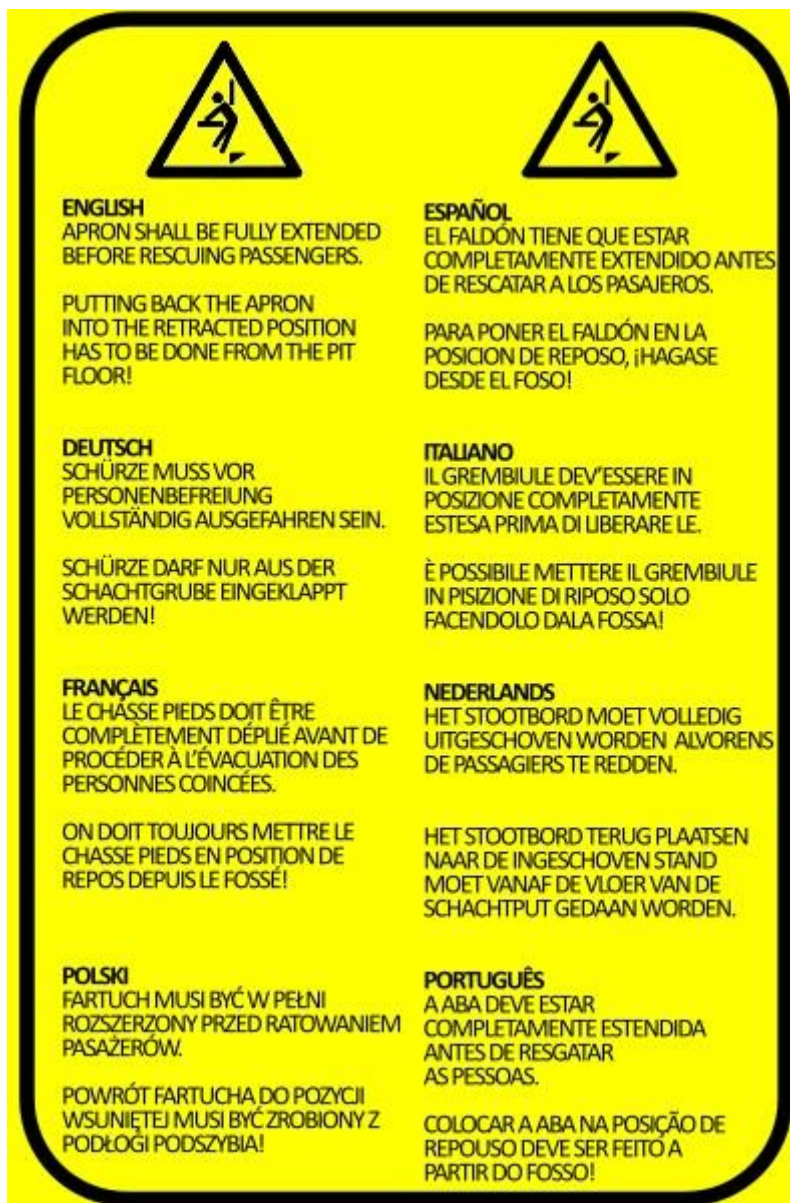 ENGLISH
APRON SHALL BE FULLY EXTENDED
BEFORE RESCUING PASSENGERS.
PUTTING BACK THE APRON
INTO THE RETRACTED POSITION
HAS TO BE DONE FROM THE PIT
FLOOR!
ESPAÑOL
EL FALDÓN TIENE QUE ESTAR
COMPLETAMENTE EXTENDIDO ANTES
DE RESCATAR A LOS PASAJEROS.
PARA PONER EL FALDÓN EN LA
POSICION DE REPOSO, ¡HAGASE
DESDE EL FOSO!
DEUTSCH
SCHÜRZE MUSS VOR
PERSONENBEFREIUNG
VOLLSTÄNDIG AUSGEFAHREN SEIN.
SCHÜRZE DARF NUR AUS DER
SCHACHTGRUBE EINGEKLAPPT
WERDEN!
ITALIANO
IL GREMBIULE DEV'ESSERE IN
POSIZIONE COMPLETAMENTE
ESTESA PRIMA DI LIBERARE LE.
È POSSIBILE METTERE IL GREMBIULE
IN PISIZIONE DI RIPOSO SOLO
FACENDOLO DALA FOSSA!
FRANÇAIS
LE CHASSE PIEDS DOIT ÊTRE
COMPLÈTEMENT DÉPLIÉ AVANT DE
PROCÉDER À L'ÉVACUATION DES
PERSONNES COINCÉES.
ON DOIT TOUJOURS METTRE LE
CHASSE PIEDS EN POSITION DE
REPOS DEPUIS LE FOSSÉ!
NEDERLANDS
HET STOOTBORD MOET VOLLEDIG
UITGESCHOVEN WORDEN ALVORENS
DE PASSAGIERS TE REDDEN.
HET STOOTBORD TERUG PLAATSEN
NAAR DE INGESCHOVEN STAND
MOET VANAF DE VLOER VAN DE
SCHACHTPUT GEDAAN WORDEN.
POLSKI
FARTUCH MUSI BYĆ W PEŁNI
ROZSZERZONY PRZED RATOWANIEM
PASAŻERÓW.
POWRÓT FARTUCHA DO POZYCJI
WSUNIĘTEJ MUSI BYĆ ZROBIONY Z
PODŁOGI PODSZYBIA!
PORTUGUÊS
A ABA DEVE ESTAR
COMPLETAMENTE ESTENDIDA
ANTES DE RESGATAR
AS PESSOAS.
COLOCAR A ABA NA POSIÇÃO DE
REPOUSO DEVE SER FEITO A
PARTIR DO FOSSO!